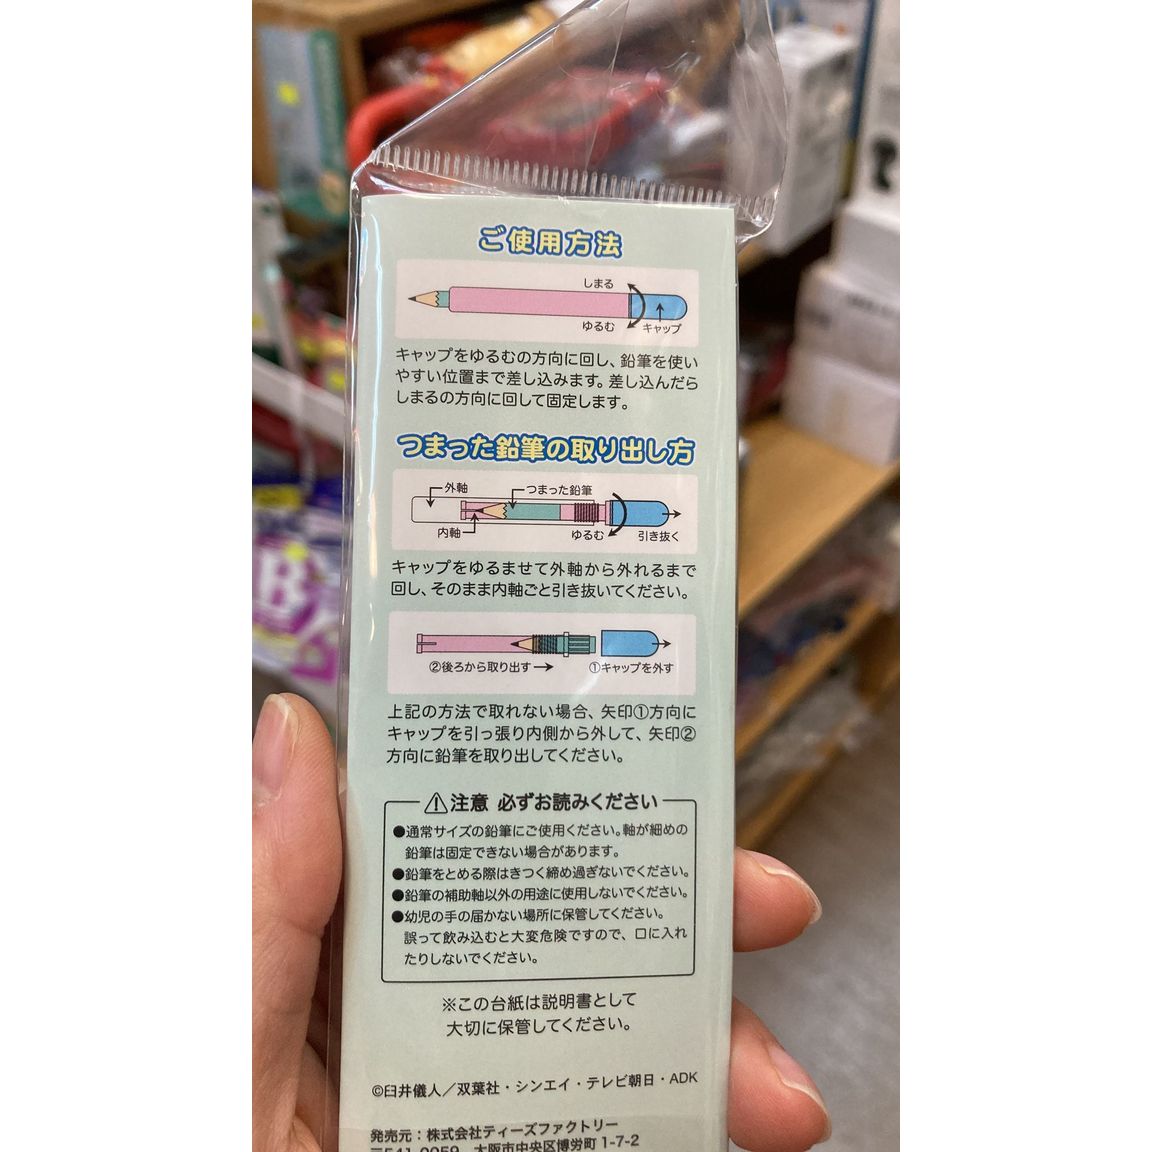 ご使用方法
しまる
ゆるむ
キャップ
キャップをゆるむの方向に回し、鉛筆を使い
やすい位置まで差し込みます。差し込んだら
しまるの方向に回して固定します。
つまった鉛筆の取り出し方
外軸
つまった鉛筆
内軸
ゆるむ
引き抜く
キャップをゆるませて外軸から外れるまで
回し、そのまま内軸ごと引き抜いてください。
②後ろから取り出す
①キャップを外す
上記の方法で取れない場合、矢印①方向に
キャップを引っ張り内側から外して、矢印②
方向に鉛筆を取り出してください。
注意 必ずお読みください
●通常サイズの鉛筆にご使用ください。軸が細めの
鉛筆は固定できない場合があります。
●鉛筆をとめる際はきつく締め過ぎないでください。
●鉛筆の補助軸以外の用途に使用しないでください。
●幼児の手の届かない場所に保管してください。
誤って飲み込むと大変危険ですので、口に入れ
たりしないでください。
※この台紙は説明書として
大切に保管してください。
©臼井儀人／双葉社・シンエイ・テレビ朝日・ADK
発売元：株式会社ティーズファクトリー
〒541-0059 大阪市中央区博労町1-7-2
B